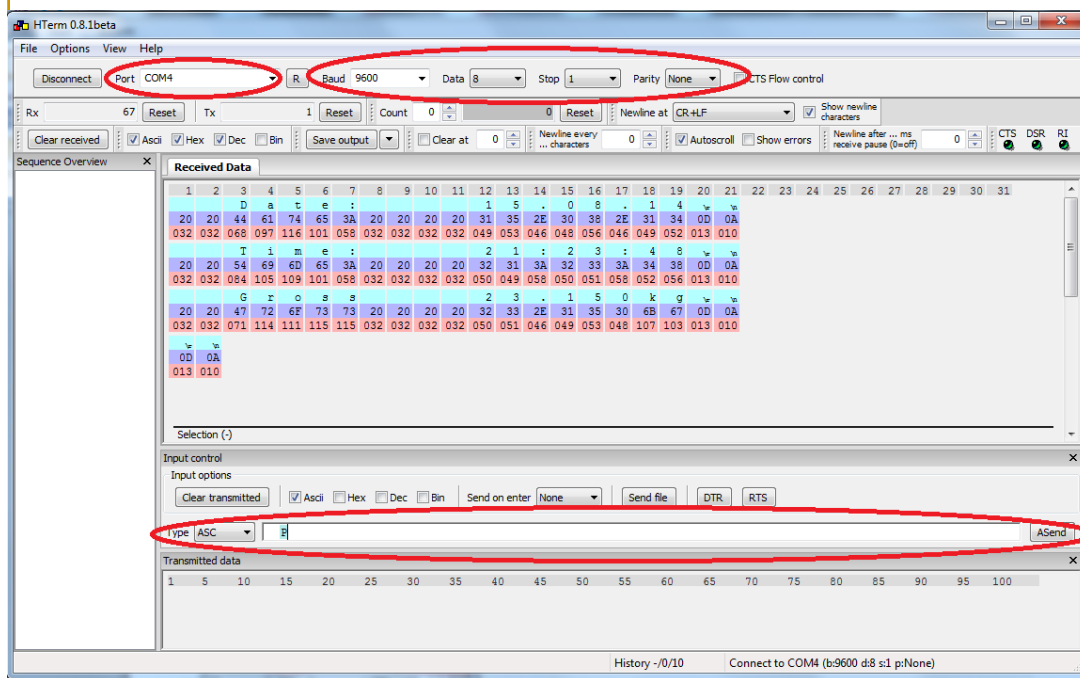 HTerm 0.8.1beta
File Options View Help
Disconnect Port COM4 R Baud 9600 Data 8 Stop 1 Parity None CTS Flow control
Rx 67 Reset Tx 1 Reset Count 0 0 Reset Newline at CR+LF Show newline characters
Clear received Ascii Hex Dec Bin Save output Clear at 0 Newline every ... characters 0 Autoscroll Show errors Newline after ... ms receive pause (0=off) 0 CTS DSR RI
Sequence Overview X Received Data
1 2 3 4 5 6 7 8 9 10 11 12 13 14 15 16 17 18 19 20 21 22 23 24 25 26 27 28 29 30 31
D a t e : 1 5 . 0 8 . 1 4 \r \n
20 20 44 61 74 65 3A 20 20 20 20 31 35 2E 30 38 2E 31 34 0D 0A
032 032 068 097 116 101 058 032 032 032 032 049 053 046 048 056 046 049 052 013 010
T i m e : 2 1 : 2 3 : 4 8 \r \n
20 20 54 69 6D 65 3A 20 20 20 20 32 31 3A 32 33 3A 34 38 0D 0A
032 032 084 105 109 101 058 032 032 032 032 050 049 058 050 051 058 052 056 013 010
G r o s s 2 3 . 1 5 0 k g \r \n
20 20 47 72 6F 73 73 20 20 20 20 32 33 2E 31 35 30 6B 67 0D 0A
032 032 071 114 111 115 115 032 032 032 032 050 051 046 049 053 048 107 103 013 010
\r \n
0D 0A
013 010
Selection (-)
Input control
Input options
Clear transmitted Ascii Hex Dec Bin Send on enter None Send file DTR RTS
Type ASC P ASend
Transmitted data
1 5 10 15 20 25 30 35 40 45 50 55 60 65 70 75 80 85 90 95 100
History -/0/10 Connect to COM4 (b:9600 d:8 s:1 p:None)